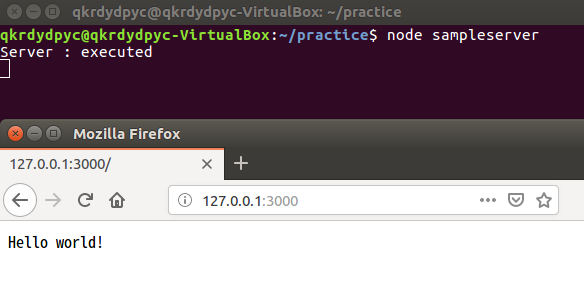 qkrdydpyc@qkrdydpyc-VirtualBox: ~/practice
qkrdydpyc@qkrdydpyc-VirtualBox:~/practice$ node sampleserver
Server : executed
Mozilla Firefox
127.0.0.1:3000/
127.0.0.1:3000
Hello world!